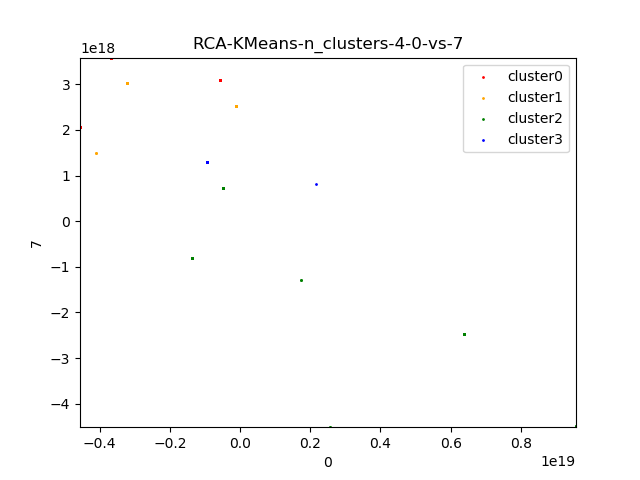 RCA-KMeans-n_clusters-4-0-vs-7
1e18
cluster0
cluster1
cluster2
cluster3
3
2
1
0
−1
−2
−3
−4
7
−0.4 −0.2 0.0 0.2 0.4 0.6 0.8
0
1e19